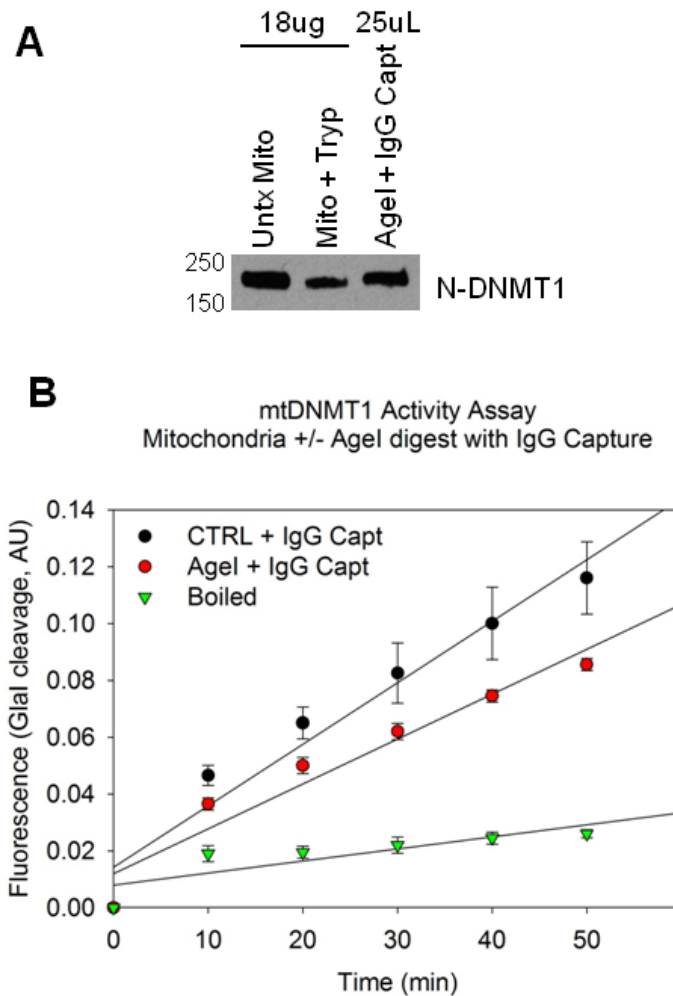 A
18ug 25uL
Untx Mito
Mito + Tryp
AgeI + IgG Capt
250
150
N-DNMT1
B
mtDNMT1 Activity Assay
Mitochondria +/- AgeI digest with IgG Capture
Fluorescence (GlaI cleavage, AU)
0.14
0.12
0.10
0.08
0.06
0.04
0.02
0.00
CTRL + IgG Capt
AgeI + IgG Capt
Boiled
0 10 20 30 40 50
Time (min)